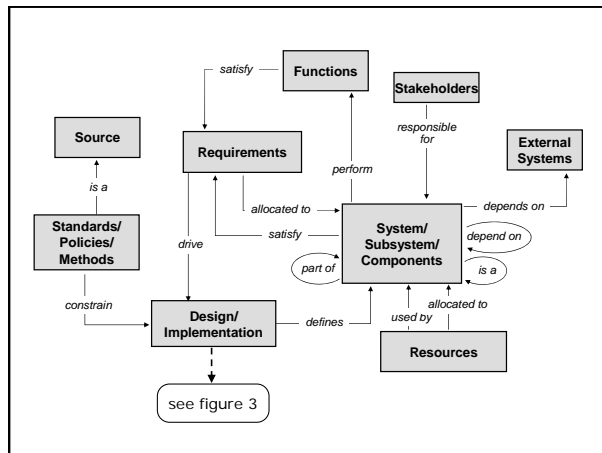 satisfy
Functions
Stakeholders
Source
Requirements
responsible
for
External
Systems
is a
perform
allocated to
depends on
Standards/
Policies/
Methods
satisfy
System/
Subsystem/
Components
depend on
drive
part of
is a
constrain
Design/
Implementation
defines
used by
allocated to
Resources
see figure 3